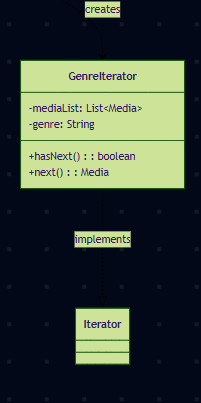 creates
GenreIterator
-mediaList: List<Media>
-genre: String
+hasNext() : : boolean
+next() : : Media
implements
Iterator